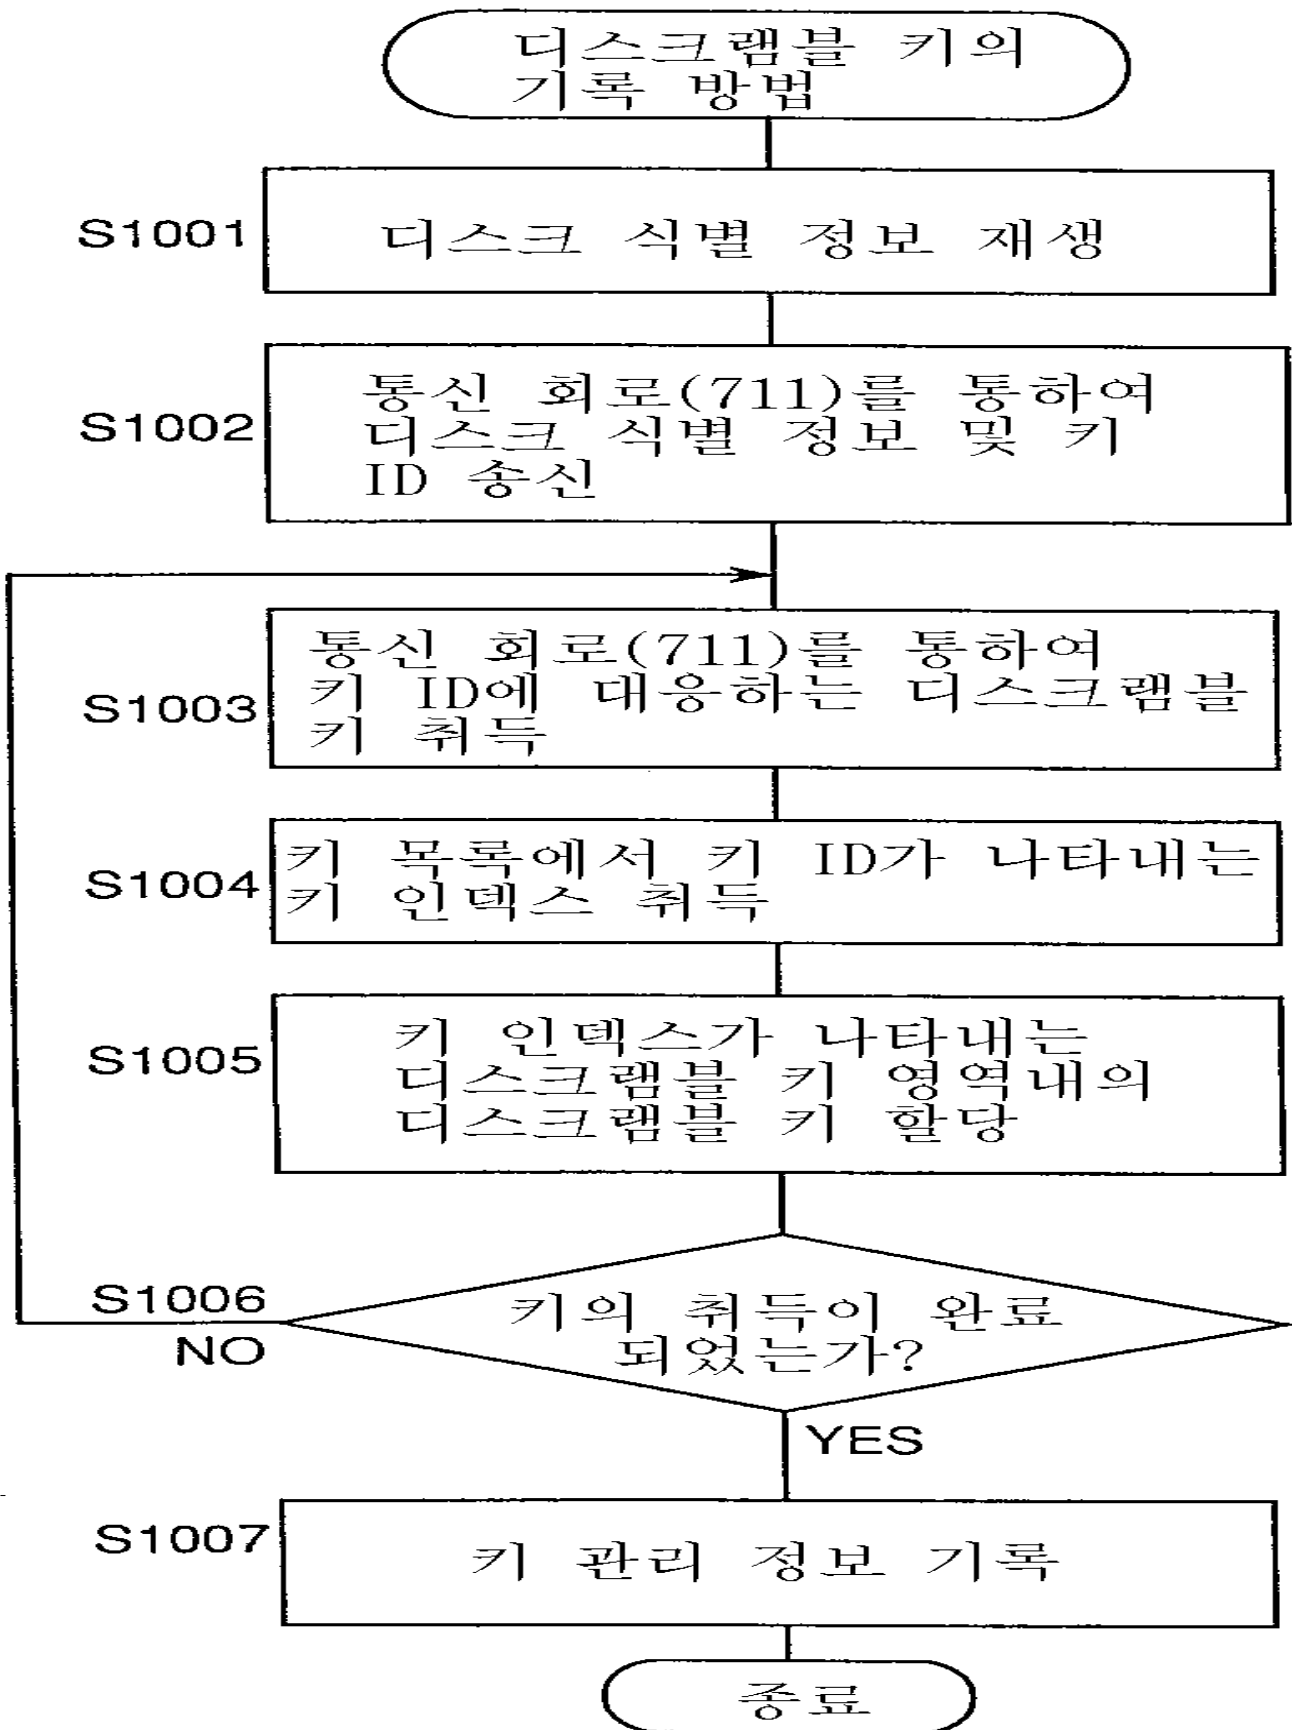 디스크램블 키의
기록 방법
S1001
디스크 식별 정보 재생
S1002
통신 회로(711)를 통하여
디스크 식별 정보 및 키
ID 송신
S1003
통신 회로(711)를 통하여
키 ID에 대응하는 디스크램블
키 취득
S1004
키 목록에서 키 ID가 나타내는
키 인덱스 취득
S1005
키 인덱스가 나타내는
디스크램블 키 영역내의
디스크램블 키 할당
S1006
키의 취득이 완료
되었는가?
NO
YES
S1007
키 관리 정보 기록
종료